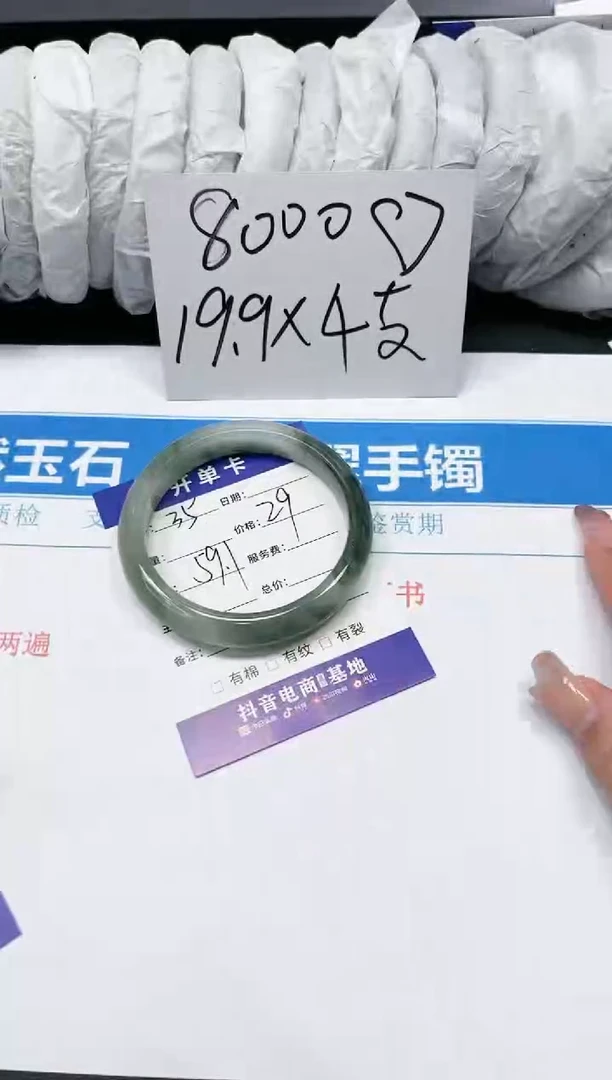 8000♡
19.9×4支
玉石
手镯
质检
鉴赏期
开单卡
35
日期:
价格: 29
59.1
服务费:
总价:
书
两遍
备注:
□有棉 □有纹 □有裂
抖音电商 基地